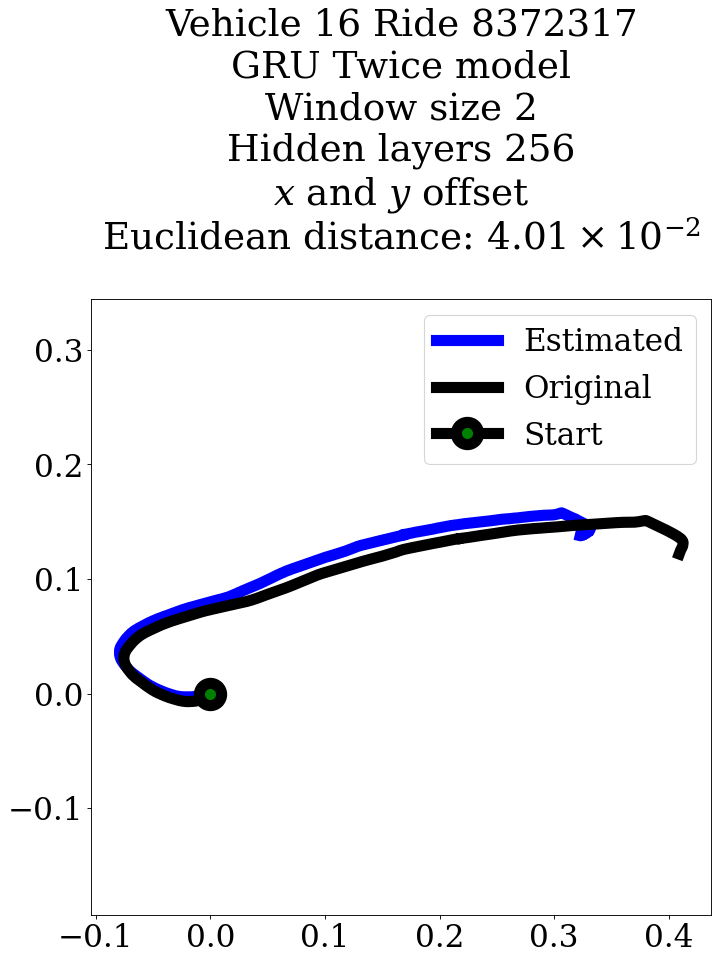 Vehicle 16 Ride 8372317
GRU Twice model
Window size 2
Hidden layers 256
x and y offset
Euclidean distance: 4.01 × 10⁻²
Estimated
Original
Start
0.3
0.2
0.1
0.0
−0.1
−0.1 0.0 0.1 0.2 0.3 0.4